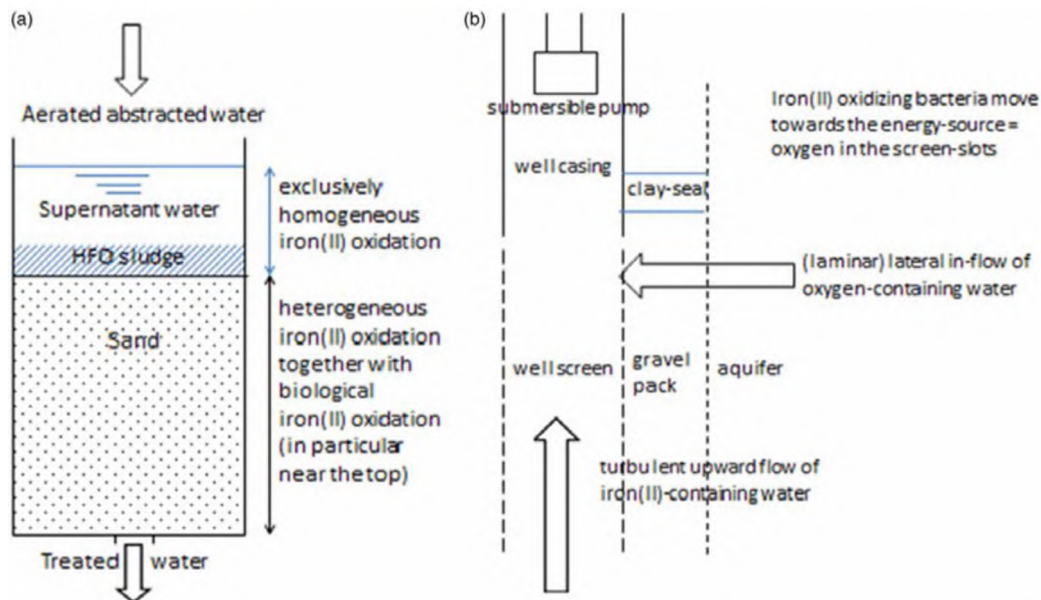 (a)
Aerated abstracted water
Supernatant water
HFO sludge
Sand
Treated water
exclusively
homogeneous
iron(II) oxidation
heterogeneous
iron(II) oxidation
together with
biological
iron(II) oxidation
(in particular
near the top)
(b)
submersible pump
well casing
clay-seal
Iron(II) oxidizing bacteria move
towards the energy-source =
oxygen in the screen-slots
(laminar) lateral in-flow of
oxygen-containing water
well screen
gravel
pack
aquifer
turbulent upward flow of
iron(II)-containing water